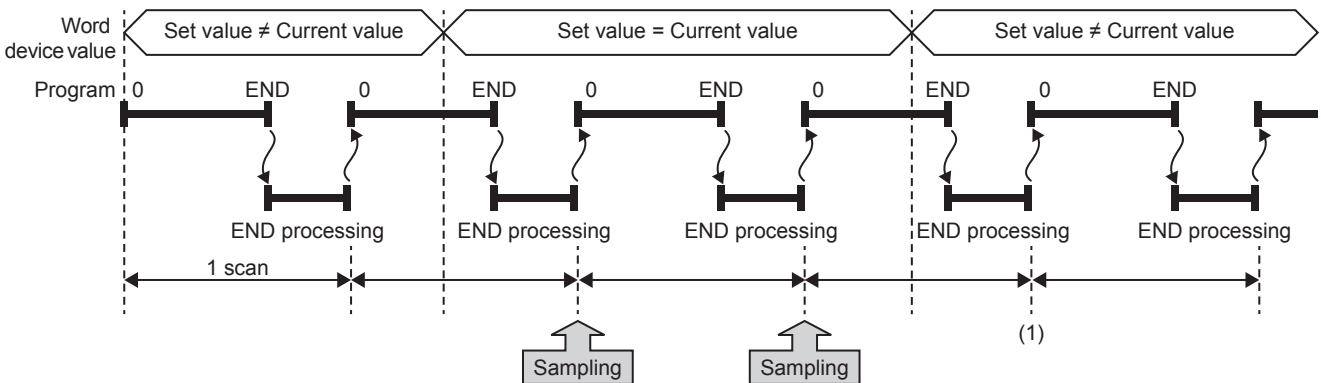 Word
device value
Set value ≠ Current value
Set value = Current value
Set value ≠ Current value
Program
0 END 0 END 0 END 0 END 0 END
END processing END processing END processing END processing END processing
1 scan
(1)
Sampling Sampling